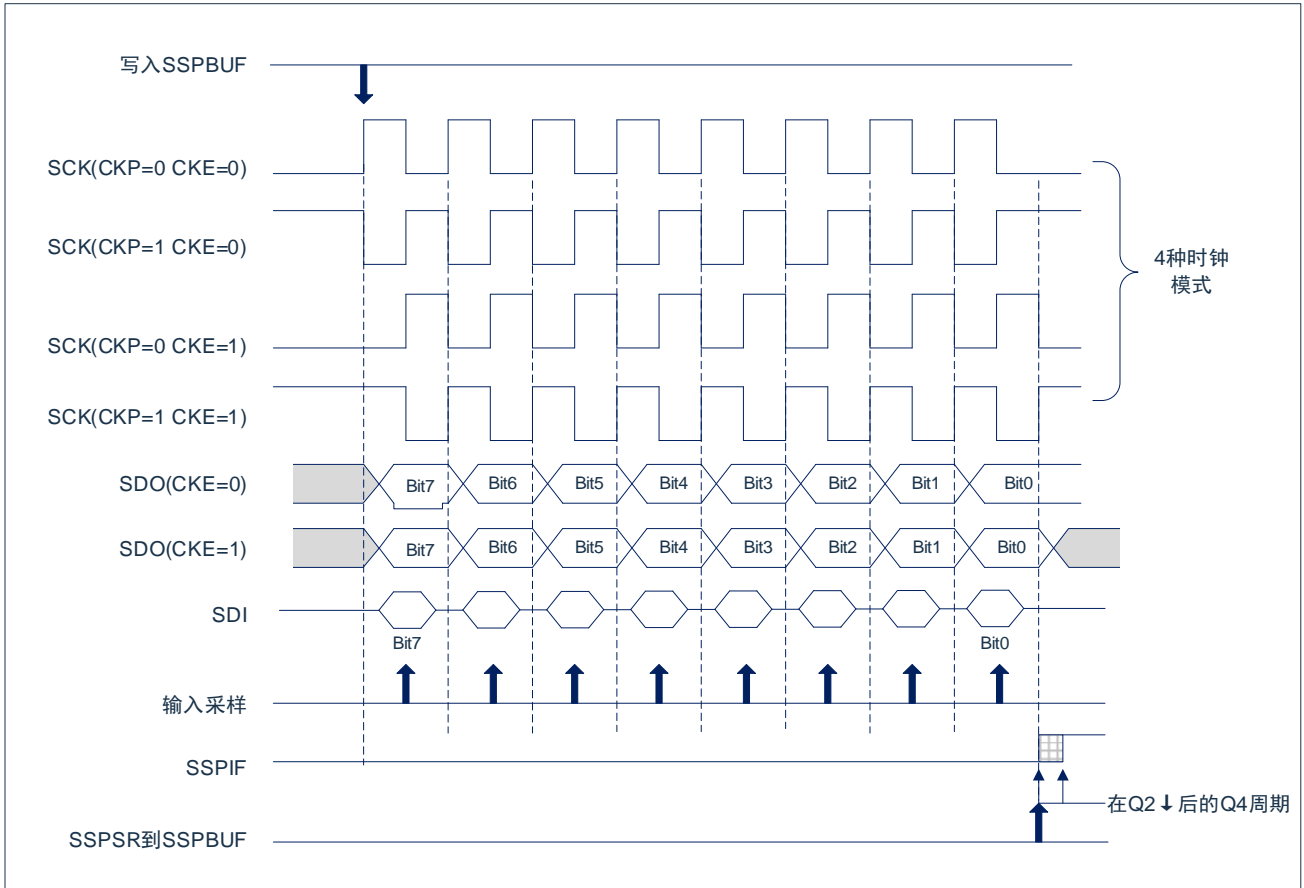 写入SSPBUF
SCK(CKP=0 CKE=0)
SCK(CKP=1 CKE=0)
4种时钟
模式
SCK(CKP=0 CKE=1)
SCK(CKP=1 CKE=1)
SDO(CKE=0)
Bit7 Bit6 Bit5 Bit4 Bit3 Bit2 Bit1 Bit0
SDO(CKE=1)
Bit7 Bit6 Bit5 Bit4 Bit3 Bit2 Bit1 Bit0
SDI
Bit7 Bit0
输入采样
SSPIF
在Q2↓后的Q4周期
SSPSR到SSPBUF